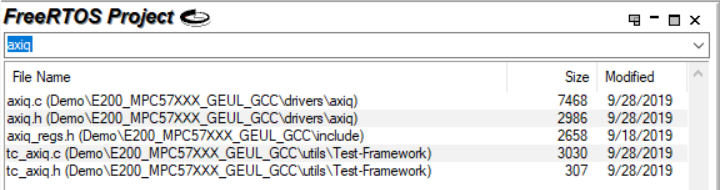 FreeRTOS Project
axiq
File Name Size Modified
axiq.c (Demo\E200_MPC57XXX_GEUL_GCC\drivers\axiq) 7468 9/28/2019
axiq.h (Demo\E200_MPC57XXX_GEUL_GCC\drivers\axiq) 2986 9/28/2019
axiq_regs.h (Demo\E200_MPC57XXX_GEUL_GCC\include) 2658 9/18/2019
tc_axiq.c (Demo\E200_MPC57XXX_GEUL_GCC\utils\Test-Framework) 3030 9/28/2019
tc_axiq.h (Demo\E200_MPC57XXX_GEUL_GCC\utils\Test-Framework) 307 9/28/2019